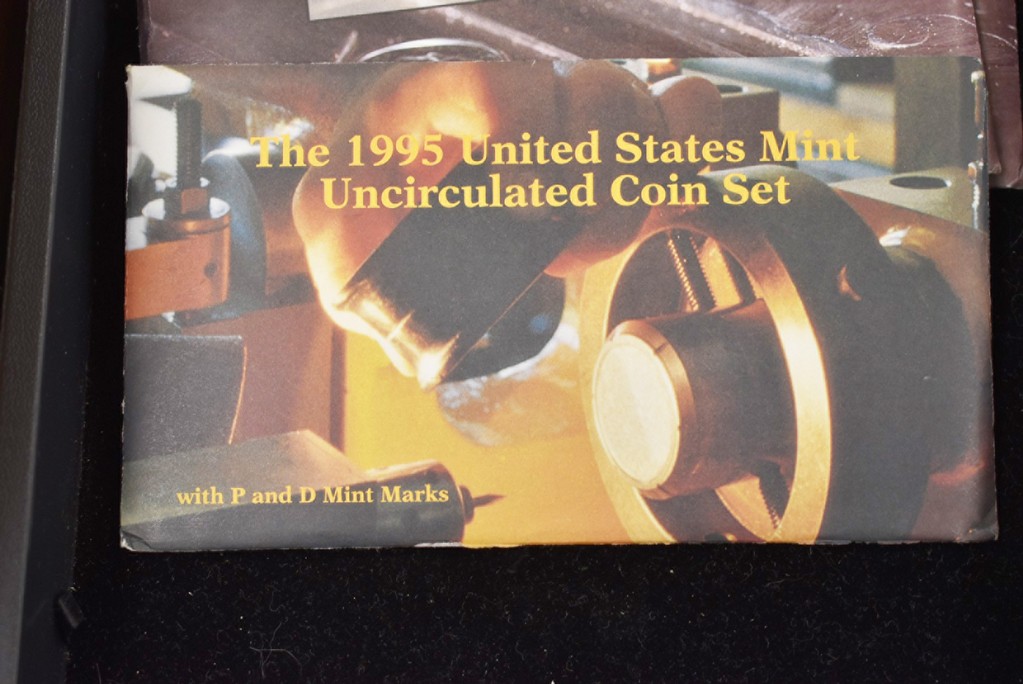 The 1995 United States Mint
Uncirculated Coin Set
with P and D Mint Marks